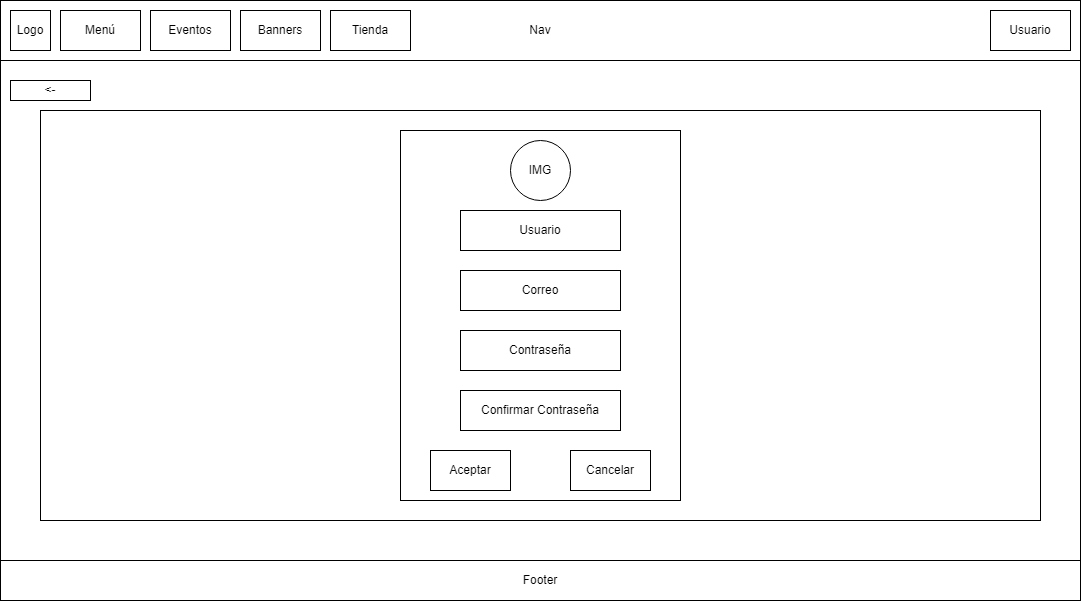 Logo
Menú
Eventos
Banners
Tienda
Nav
Usuario
<-
IMG
Usuario
Correo
Contraseña
Confirmar Contraseña
Aceptar
Cancelar
Footer